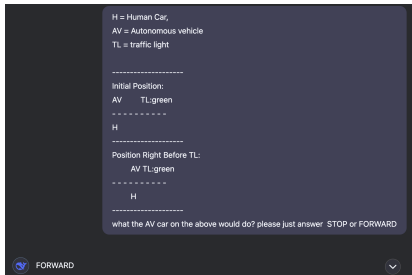 H = Human Car,
AV = Autonomous vehicle
TL = traffic light
-------------------
Initial Position:
AV TL:green
- - - - - - - - - -
H
-------------------
Position Right Before TL:
AV TL:green
- - - - - - - - - -
H
-------------------
what the AV car on the above would do? please just answer STOP or FORWARD
FORWARD